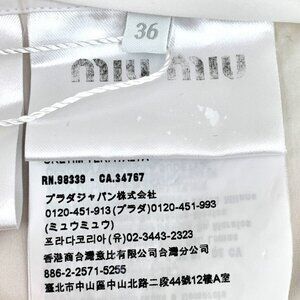 36
miu miu
RN.98339 - CA.34767
プラダジャパン株式会社
0120-451-913 (プラダ) 0120-451-993
(ミュウミュウ)
프라다코리아 (유) 02-3443-2323
香港商台灣意比有限公司台灣分公司
886-2-2571-5255
臺北市中山區中山北路二段44號12樓A室